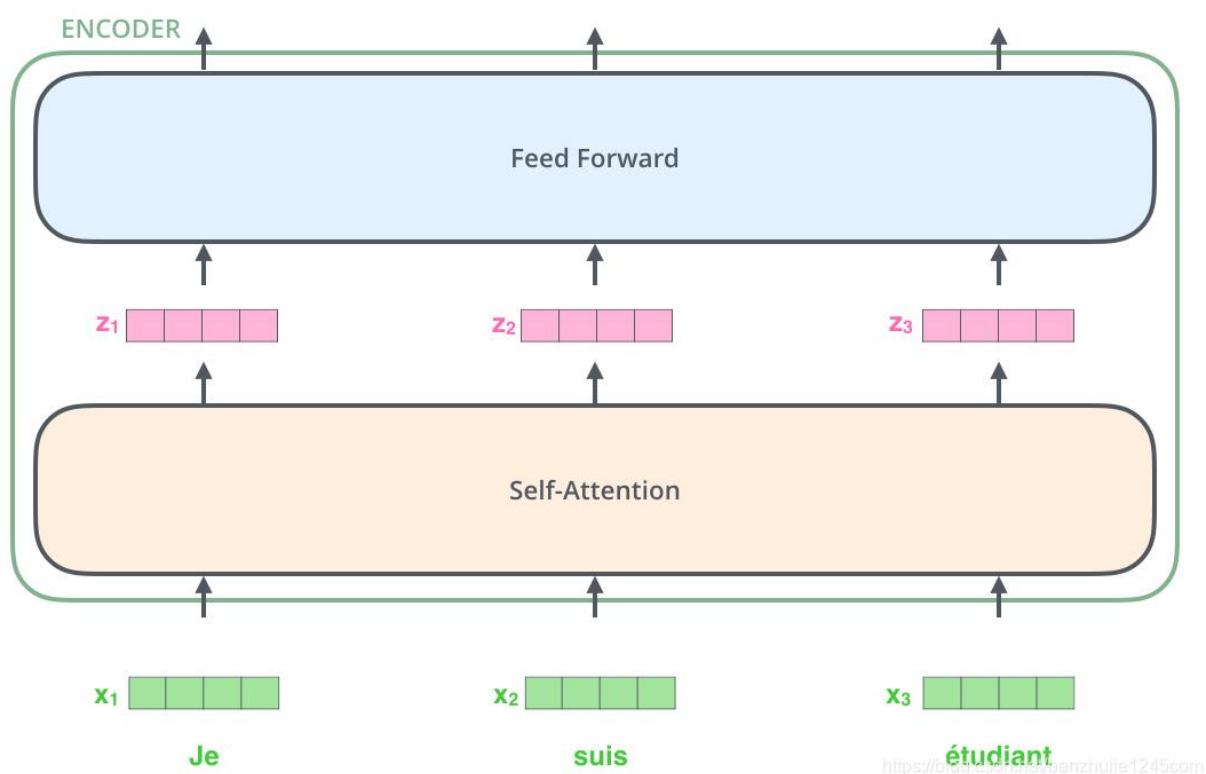 ENCODER
Feed Forward
z₁ z₂ z₃
Self-Attention
x₁ x₂ x₃
Je suis étudiant